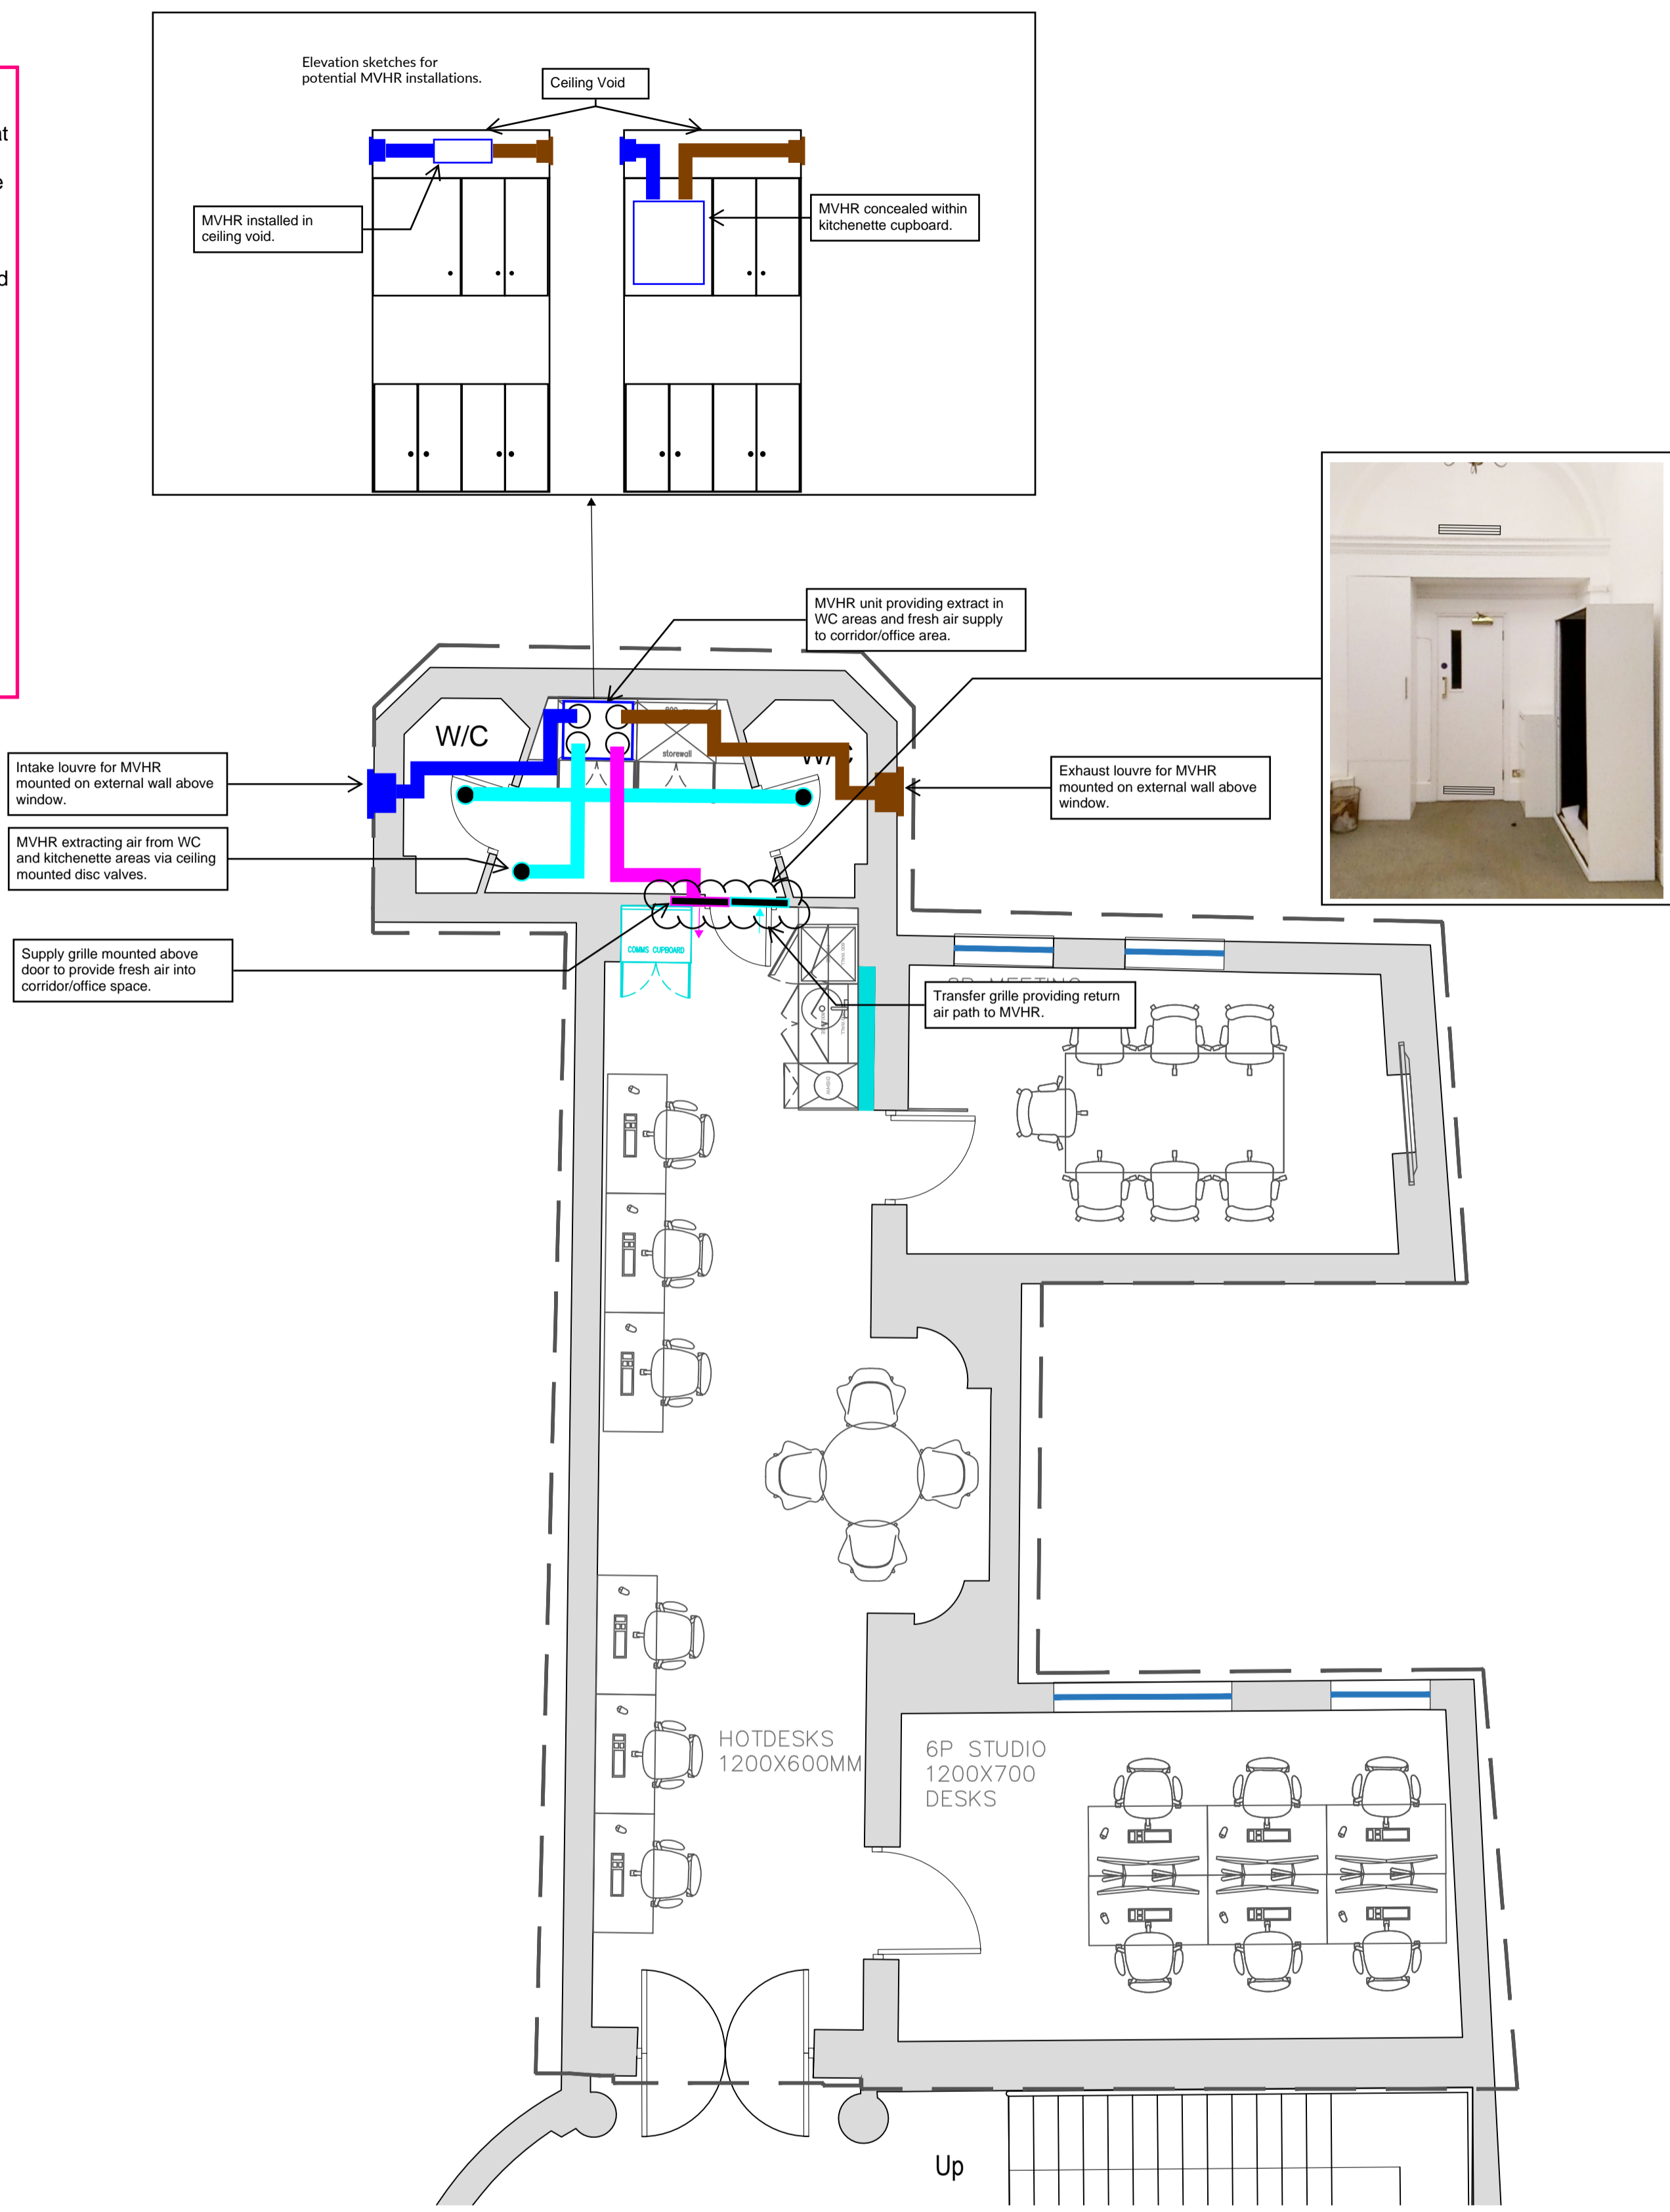 Elevation sketches for
potential MVHR installations.
Ceiling Void
MVHR installed in
ceiling void.
MVHR concealed within
kitchenette cupboard.
MVHR unit providing extract in
WC areas and fresh air supply
to corridor/office area.
W/C
storewall
W/C
Intake louvre for MVHR
mounted on external wall above
window.
Exhaust louvre for MVHR
mounted on external wall above
window.
MVHR extracting air from WC
and kitchenette areas via ceiling
mounted disc valves.
COMMS CUPBOARD
Supply grille mounted above
door to provide fresh air into
corridor/office space.
MEETING
Transfer grille providing return
air path to MVHR.
HOTDESKS
1200X600MM
6P STUDIO
1200X700
DESKS
Up